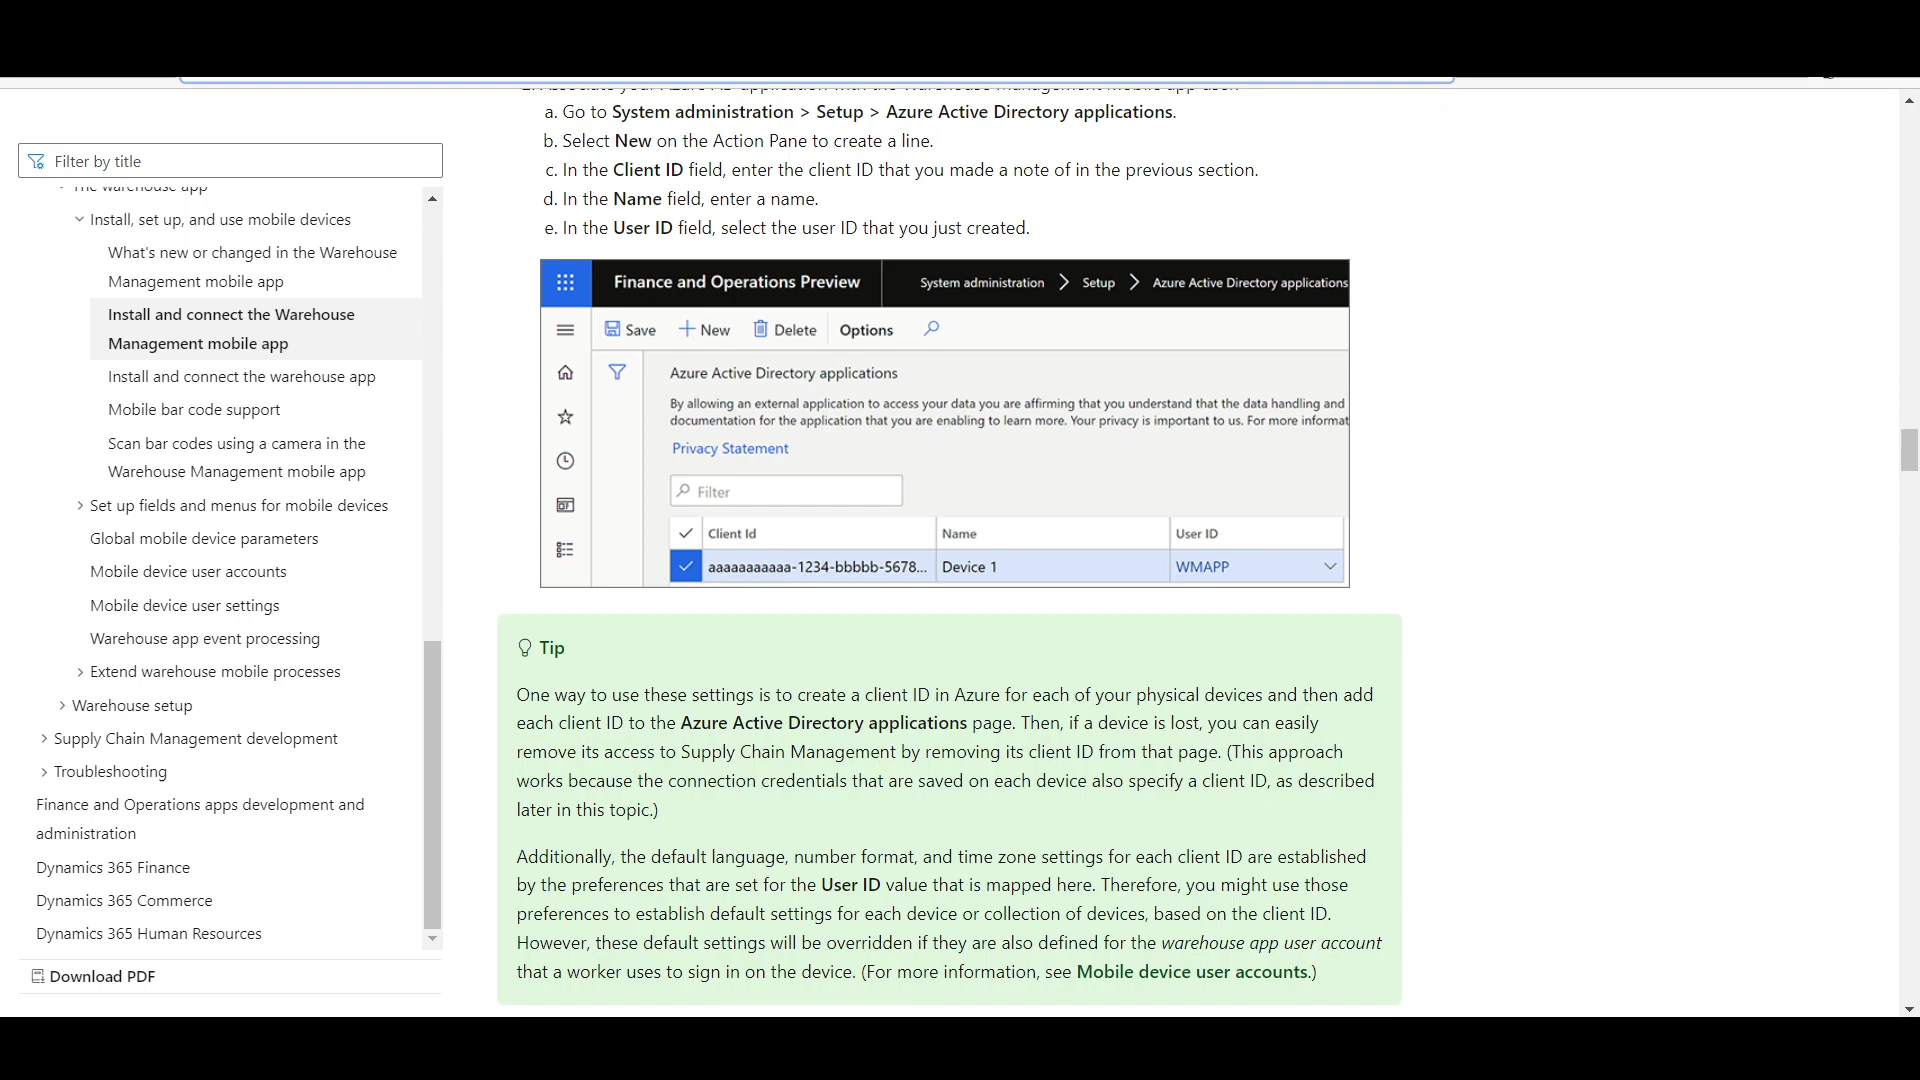 Filter by title
The warehouse app
Install, set up, and use mobile devices
What's new or changed in the Warehouse
Management mobile app
Install and connect the Warehouse
Management mobile app
Install and connect the warehouse app
Mobile bar code support
Scan bar codes using a camera in the
Warehouse Management mobile app
Set up fields and menus for mobile devices
Global mobile device parameters
Mobile device user accounts
Mobile device user settings
Warehouse app event processing
Extend warehouse mobile processes
Warehouse setup
Supply Chain Management development
Troubleshooting
Finance and Operations apps development and
administration
Dynamics 365 Finance
Dynamics 365 Commerce
Dynamics 365 Human Resources
Download PDF
2. Associate your Azure AD application with the Warehouse Management mobile app user:
a. Go to System administration > Setup > Azure Active Directory applications.
b. Select New on the Action Pane to create a line.
c. In the Client ID field, enter the client ID that you made a note of in the previous section.
d. In the Name field, enter a name.
e. In the User ID field, select the user ID that you just created.
Finance and Operations Preview System administration > Setup > Azure Active Directory applications
Save New Delete Options
Azure Active Directory applications
By allowing an external application to access your data you are affirming that you understand that the data handling and
documentation for the application that you are enabling to learn more. Your privacy is important to us. For more informat
Privacy Statement
Filter
Client Id Name User ID
aaaaaaaaaaa-1234-bbbbb-5678... Device 1 WMAPP
Tip
One way to use these settings is to create a client ID in Azure for each of your physical devices and then add
each client ID to the Azure Active Directory applications page. Then, if a device is lost, you can easily
remove its access to Supply Chain Management by removing its client ID from that page. (This approach
works because the connection credentials that are saved on each device also specify a client ID, as described
later in this topic.)
Additionally, the default language, number format, and time zone settings for each client ID are established
by the preferences that are set for the User ID value that is mapped here. Therefore, you might use those
preferences to establish default settings for each device or collection of devices, based on the client ID.
However, these default settings will be overridden if they are also defined for the warehouse app user account
that a worker uses to sign in on the device. (For more information, see Mobile device user accounts.)